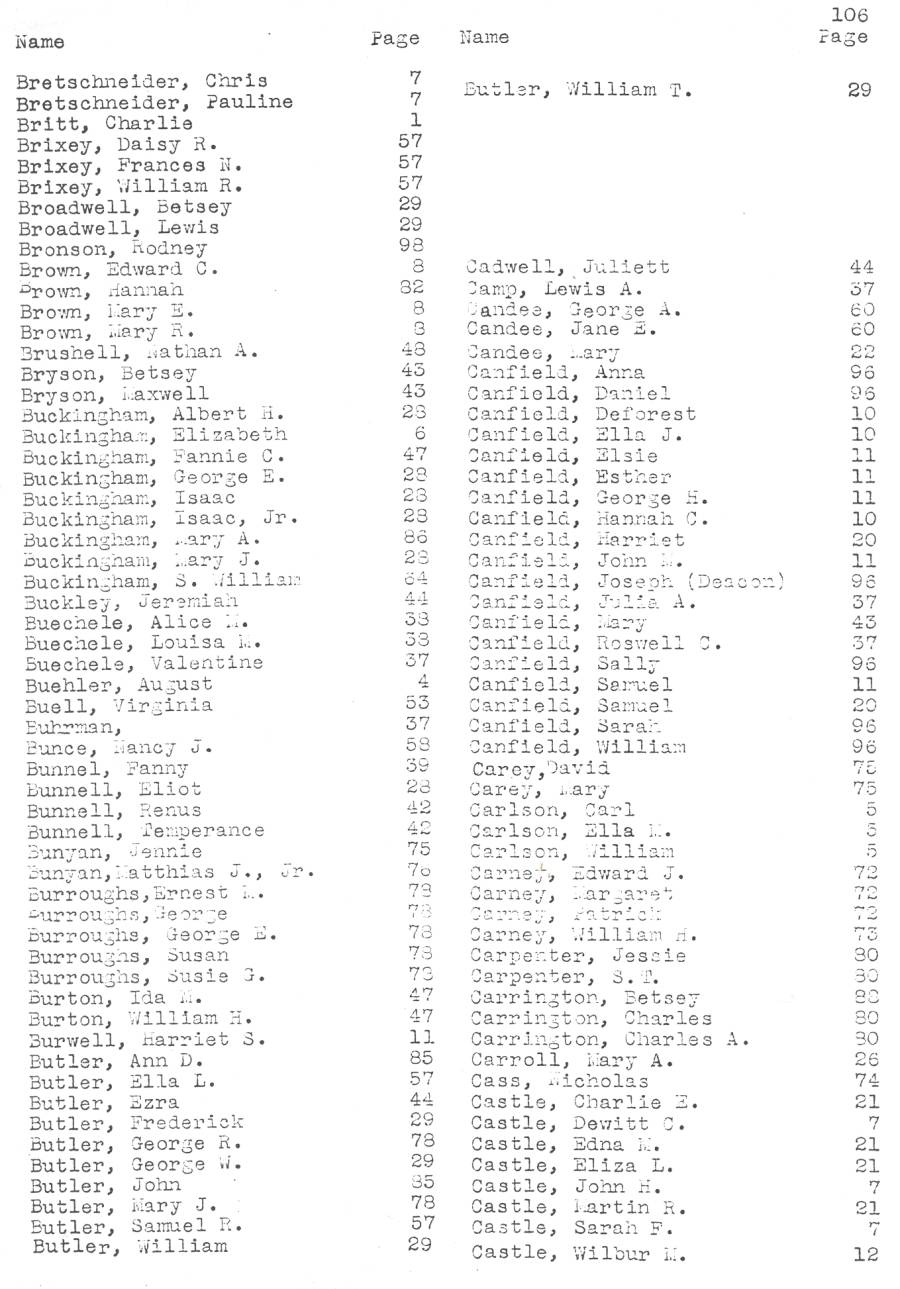 106
Name Page
Bretschneider, Chris 7
Bretschneider, Pauline 7
Britt, Charlie 1
Brixey, Daisy R. 57
Brixey, Frances N. 57
Brixey, William R. 57
Broadwell, Betsey 29
Broadwell, Lewis 29
Bronson, Rodney 98
Brown, Edward C. 8
Brown, Hannah 82
Brown, Mary E. 8
Brown, Mary R. 8
Brushell, Nathan A. 48
Bryson, Betsey 43
Bryson, Maxwell 43
Buckingham, Albert H. 28
Buckingham, Elizabeth 6
Buckingham, Fannie C. 47
Buckingham, George E. 28
Buckingham, Isaac 28
Buckingham, Isaac, Jr. 28
Buckingham, Mary A. 86
Buckingham, Mary J. 28
Buckingham, S. William 64
Buckley, Jeremiah 44
Buechele, Alice M. 38
Buechele, Louisa M. 38
Buechele, Valentine 37
Buehler, August 4
Buell, Virginia 53
Buhrman, 37
Bunce, Nancy J. 58
Bunnel, Fanny 39
Bunnell, Eliot 28
Bunnell, Renus 42
Bunnell, Temperance 42
Bunyan, Jennie 75
Bunyan,Matthias J., Jr. 76
Burroughs,Ernest L. 78
Burroughs,George 78
Burroughs, George E. 78
Burroughs, Susan 78
Burroughs, Susie G. 78
Burton, Ida M. 47
Burton, William H. 47
Burwell, Harriet S. 11
Butler, Ann D. 85
Butler, Ella L. 57
Butler, Ezra 44
Butler, Frederick 29
Butler, George R. 78
Butler, George W. 29
Butler, John 85
Butler, Mary J. 78
Butler, Samuel R. 57
Butler, William 29
Name Page
Butler, William T. 29
Cadwell, Juliett 44
Camp, Lewis A. 37
Candee, George A. 60
Candee, Jane E. 60
Candee, Mary 22
Canfield, Anna 96
Canfield, Daniel 96
Canfield, Deforest 10
Canfield, Ella J. 10
Canfield, Elsie 11
Canfield, Esther 11
Canfield, George H. 11
Canfield, Hannah C. 10
Canfield, Harriet 20
Canfield, John M. 11
Canfield, Joseph (Deacon) 96
Canfield, Julia A. 37
Canfield, Mary 43
Canfield, Roswell C. 37
Canfield, Sally 96
Canfield, Samuel 11
Canfield, Samuel 20
Canfield, Sarah 96
Canfield, William 96
Carey,David 75
Carey, Mary 75
Carlson, Carl 5
Carlson, Ella M. 5
Carlson, William 5
Carney, Edward J. 72
Carney, Margaret 72
Carney, Patrick 72
Carney, William H. 73
Carpenter, Jessie 80
Carpenter, S.T. 80
Carrington, Betsey
Carrington, Charles 80
Carrington, Charles A. 80
Carroll, Mary A. 26
Cass, Nicholas 74
Castle, Charlie E. 21
Castle, Dewitt C. 7
Castle, Edna M. 21
Castle, Eliza L. 21
Castle, John H. 7
Castle, Martin R. 21
Castle, Sarah F. 7
Castle, Wilbur M. 12